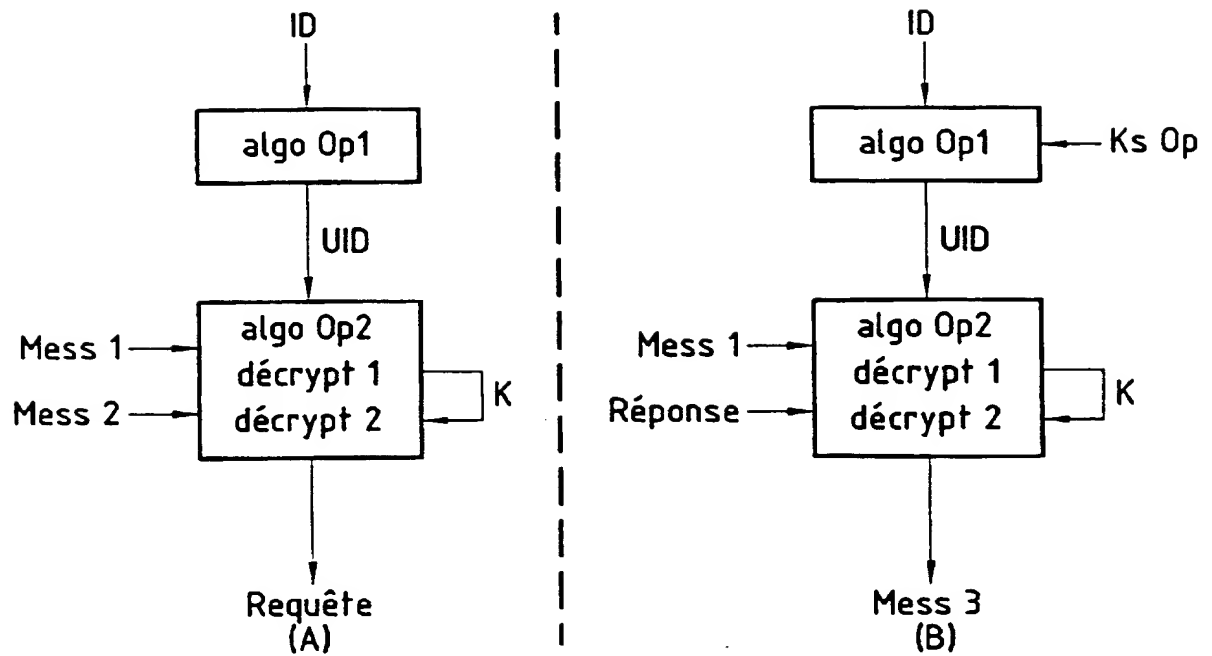 ID
algo Op1
UID
Mess 1
Mess 2
algo Op2
décrypt 1
décrypt 2
K
Requête
(A)
ID
algo Op1
Ks Op
UID
Mess 1
Réponse
algo Op2
décrypt 1
décrypt 2
K
Mess 3
(B)